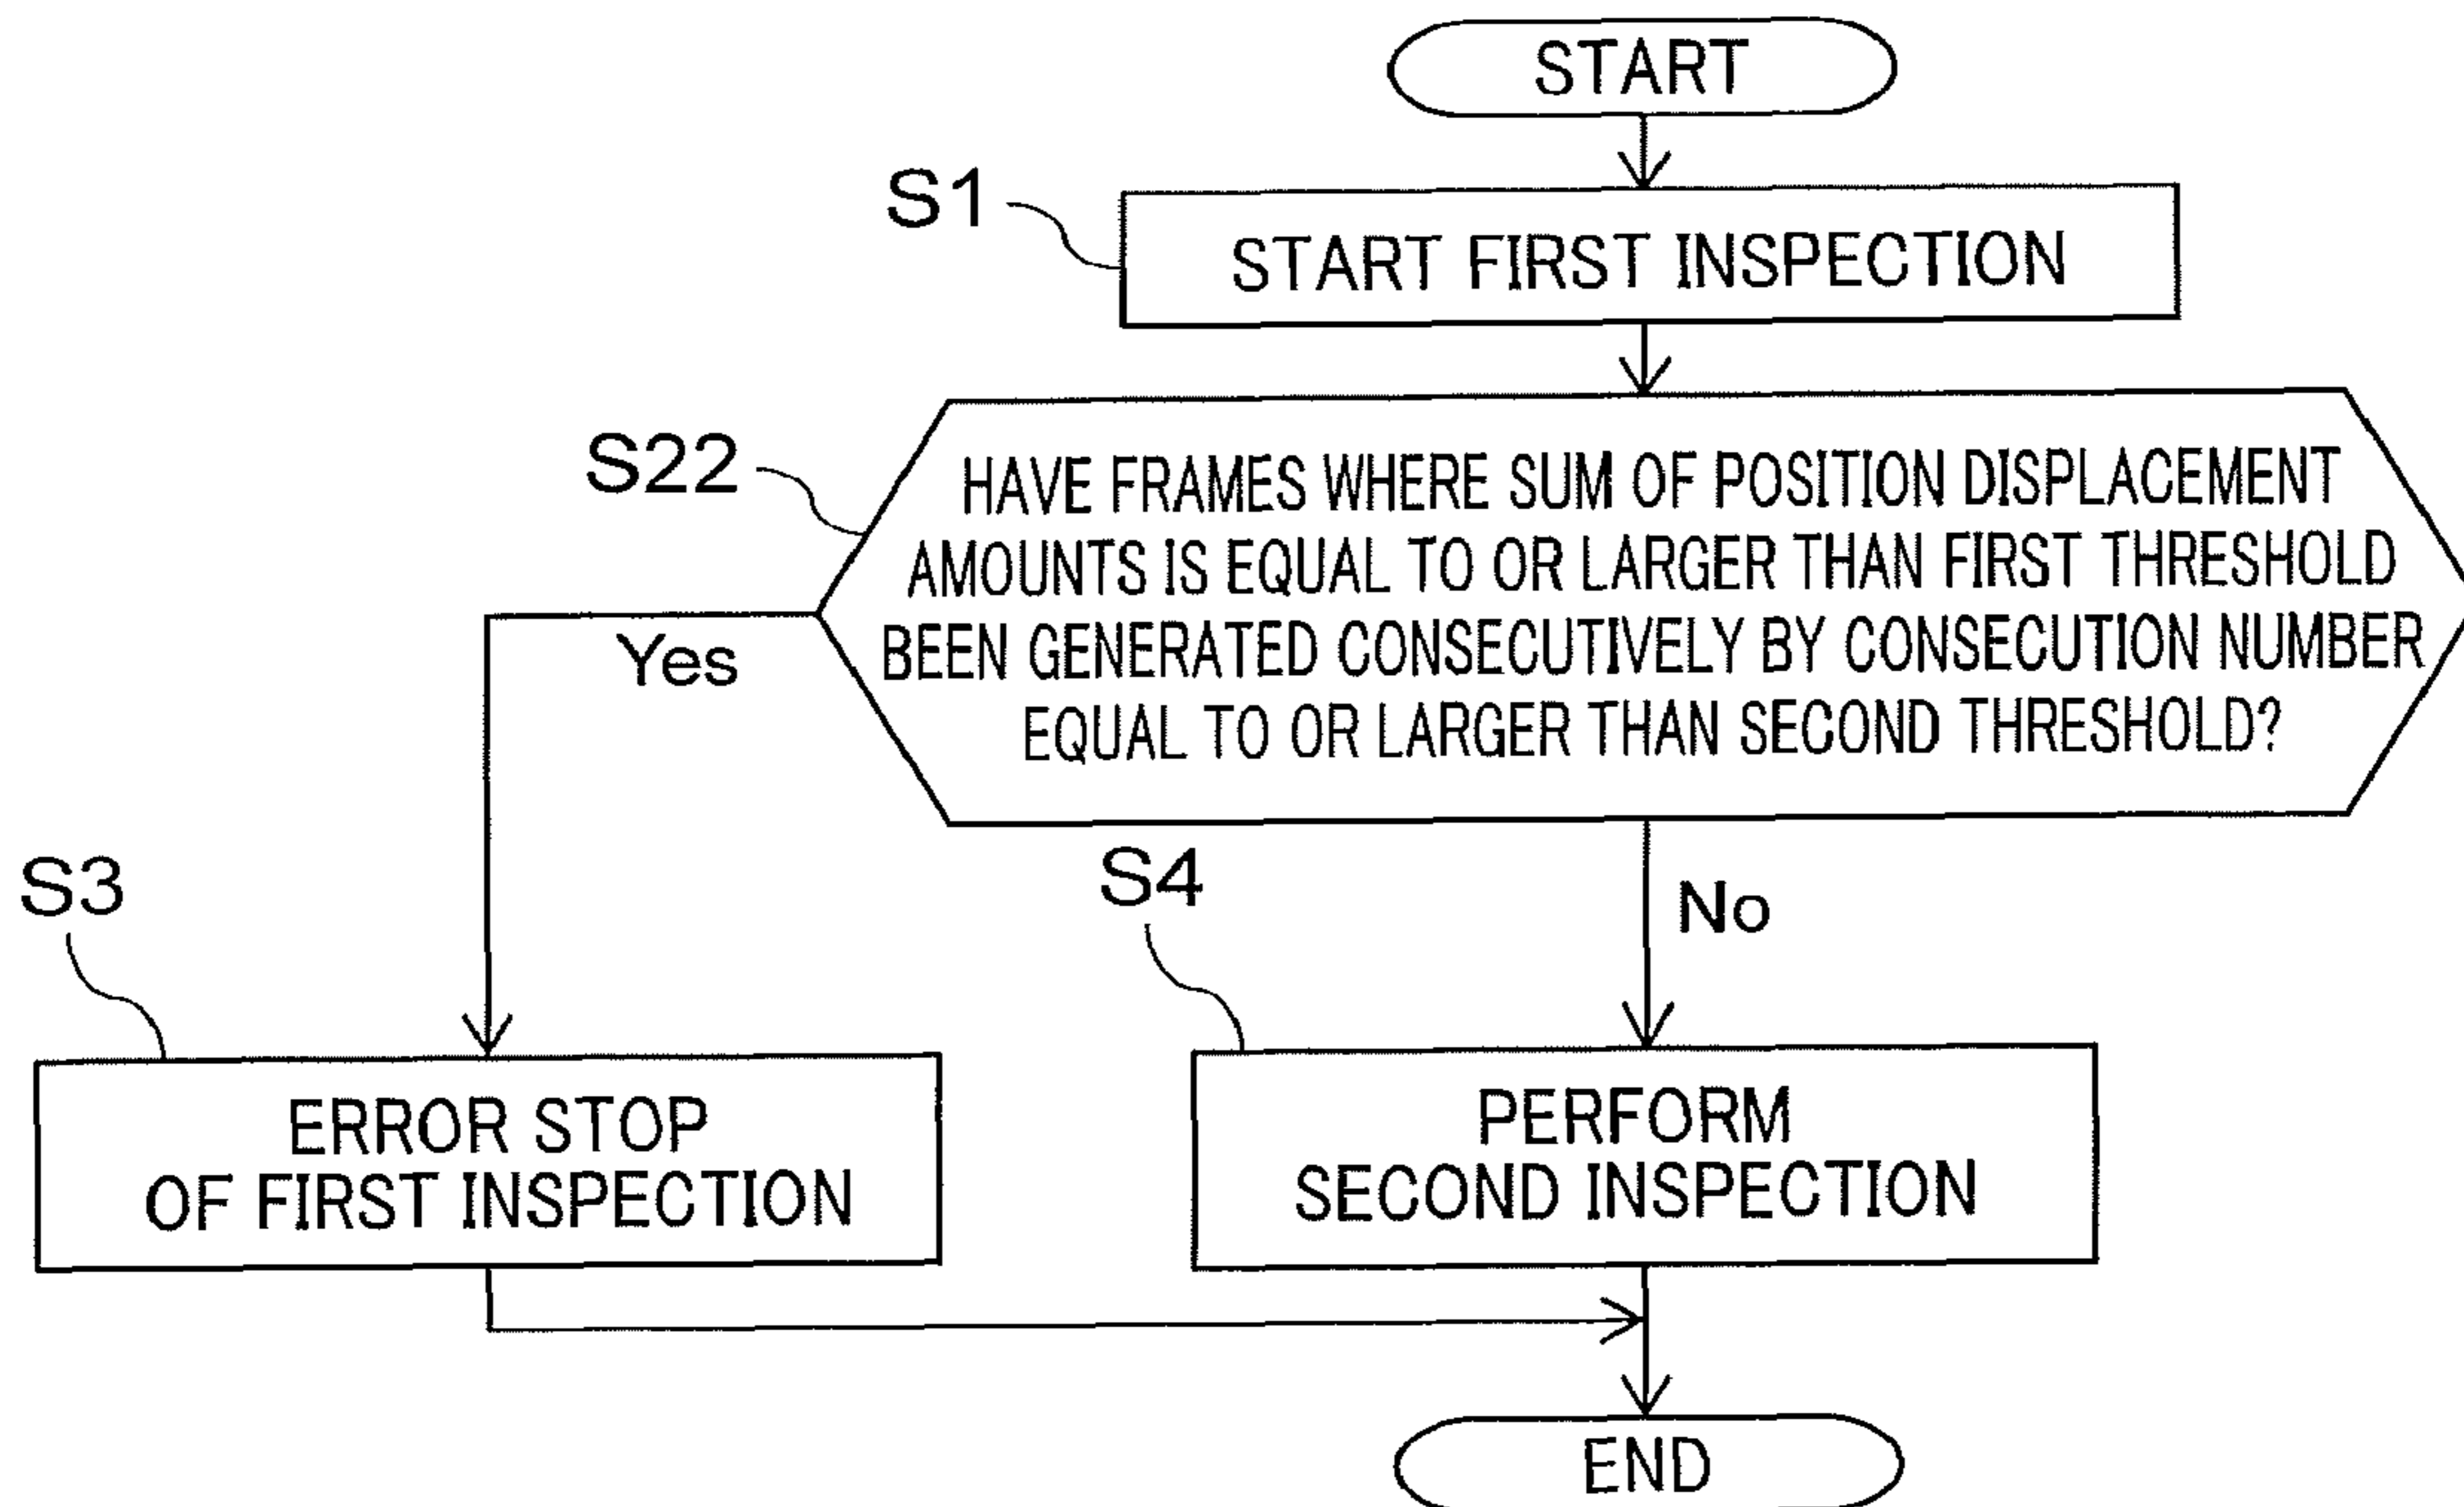 START
S1
START FIRST INSPECTION
S22
HAVE FRAMES WHERE SUM OF POSITION DISPLACEMENT
AMOUNTS IS EQUAL TO OR LARGER THAN FIRST THRESHOLD
BEEN GENERATED CONSECUTIVELY BY CONSECUTION NUMBER
EQUAL TO OR LARGER THAN SECOND THRESHOLD?
Yes
No
S3
ERROR STOP
OF FIRST INSPECTION
S4
PERFORM
SECOND INSPECTION
END